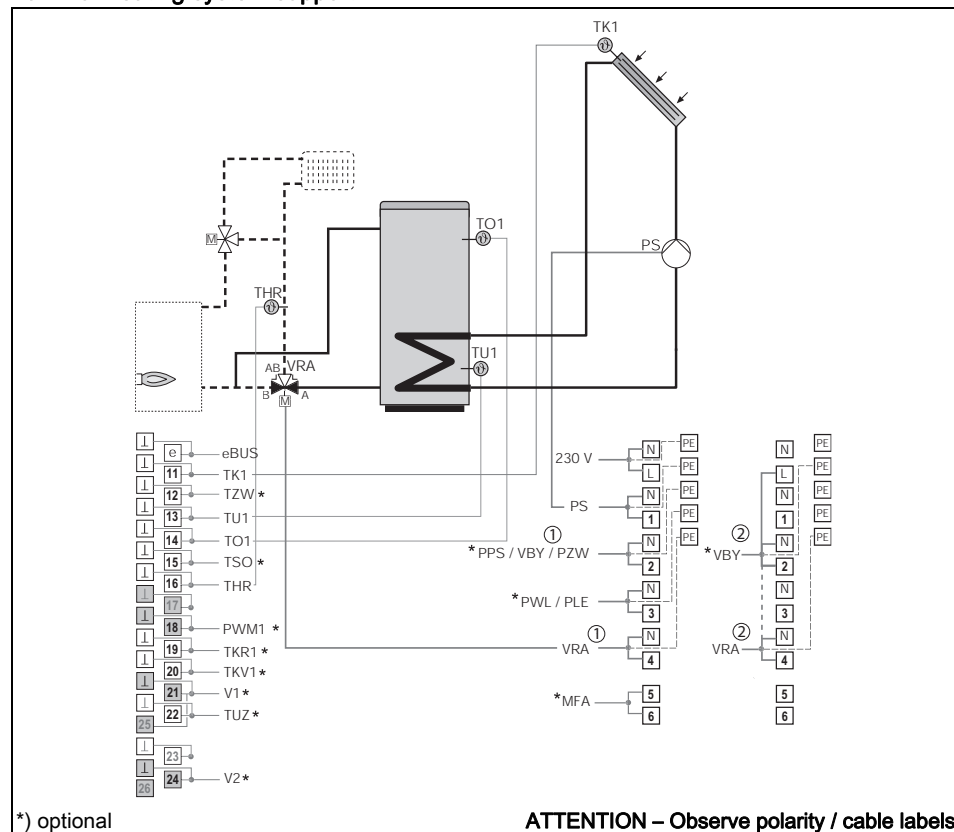 TK1
TO1
PS
THR
TU1
AB VRA
B A
M
M
⊥
e eBUS
⊥
11 TK1
⊥
12 TZW *
⊥
13 TU1
⊥
14 TO1
⊥
15 TSO *
⊥
16 THR
⊥
17
⊥
18 PWM1 *
⊥
19 TKR1 *
⊥
20 TKV1 *
⊥
21 V1 *
⊥
22 TUZ *
25
⊥
23
⊥
24 V2 *
26
230 V N PE
L PE
PS N PE
1 PE
① N PE
*PPS / VBY / PZW
2
*PWL / PLE N
3
VRA ① N
4
*MFA 5
6
N PE
L PE
N PE
1 PE
② N PE
*VBY 2
N
3
② N
VRA 4
5
6
*) optional
ATTENTION – Observe polarity / cable labels